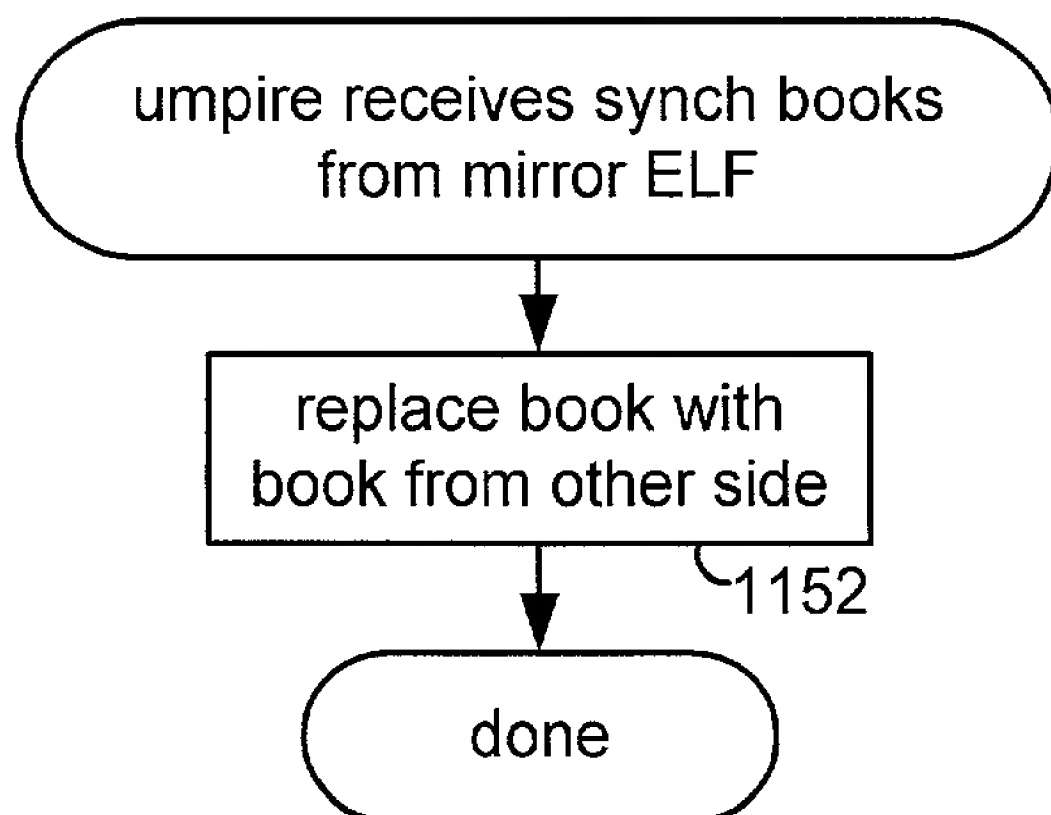 umpire receives synch books
from mirror ELF
replace book with
book from other side
1152
done